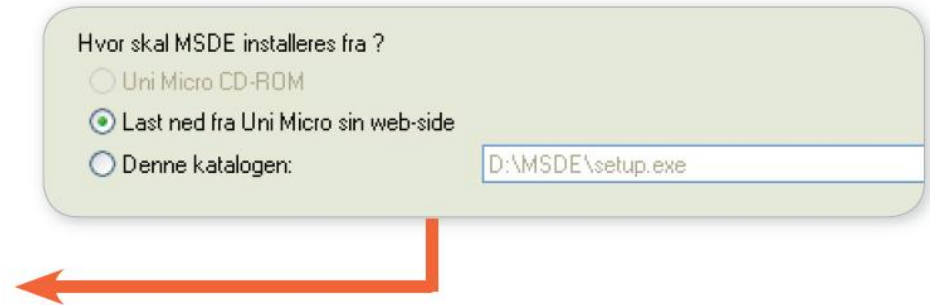 Hvor skal MSDE installeres fra ?
Uni Micro CD-ROM
Last ned fra Uni Micro sin web-side
Denne katalogen: D:\MSDE\setup.exe